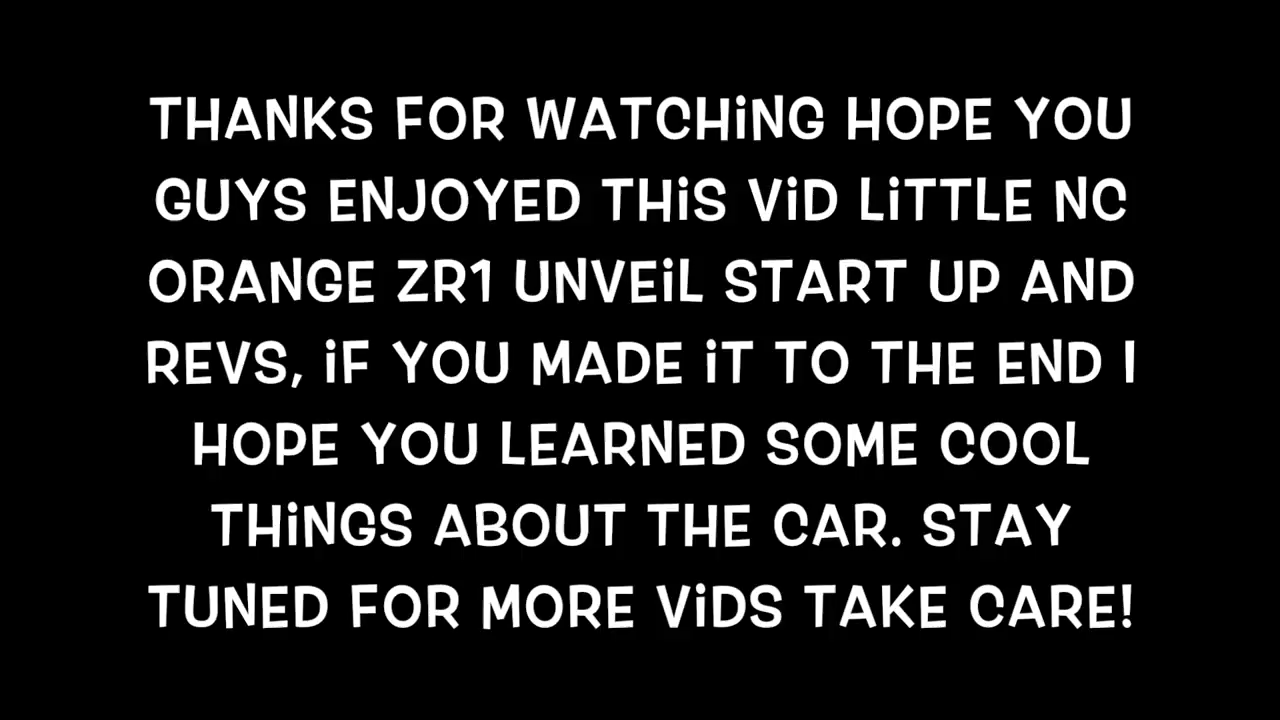 THANKS FOR WATCHiNG HOPE YOU
GUYS ENJOYED THiS ViD LiTTLE NC
ORANGE ZR1 UNVEiL START UP AND
REVS, iF YOU MADE iT TO THE END I
HOPE YOU LEARNED SOME COOL
THiNGS ABOUT THE CAR. STAY
TUNED FOR MORE ViDS TAKE CARE!